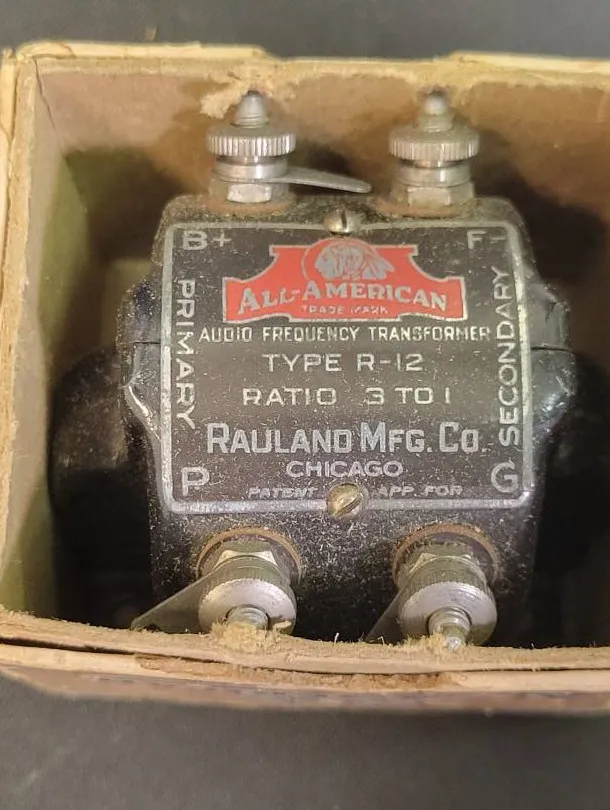 B+ F-
ALL-AMERICAN
TRADE MARK
AUDIO FREQUENCY TRANSFORMER
PRIMARY
SECONDARY
TYPE R-12
RATIO 3 TO 1
RAULAND MFG. CO.
CHICAGO
P G
PATENT APP. FOR